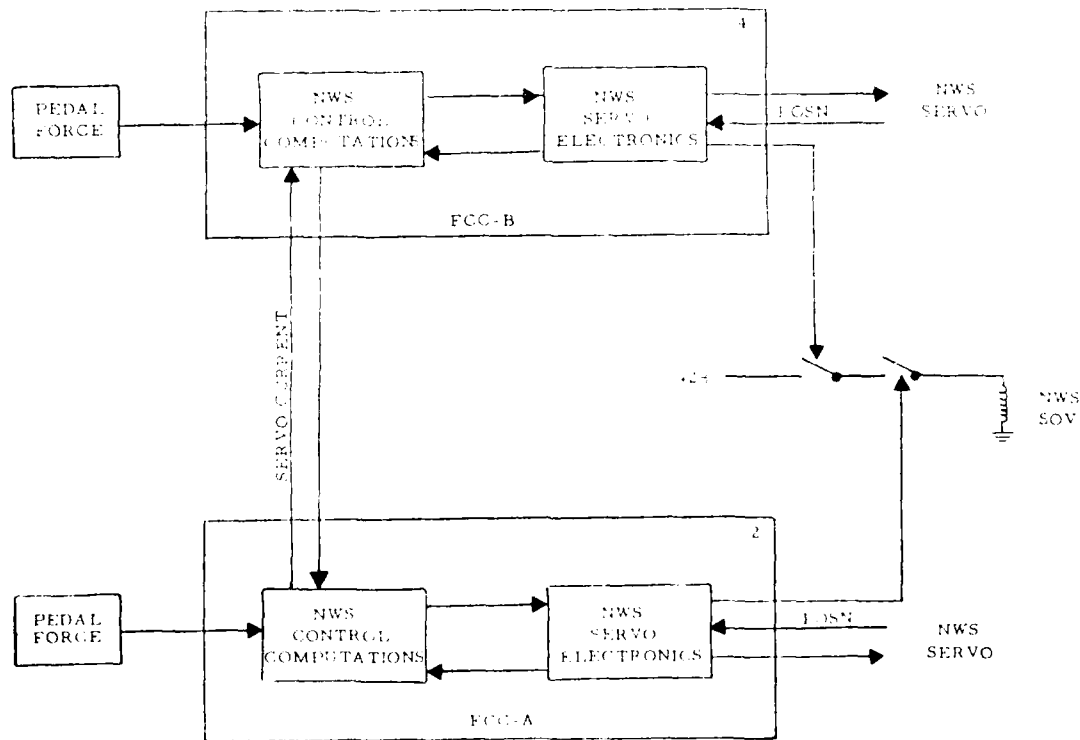 4
PEDAL
FORCE
NWS
CONTROL
COMPUTATIONS
NWS
SERVO
ELECTRONICS
NWS
SERVO
FCC-B
SERVO CURRENT
NWS
SOV
2
PEDAL
FORCE
NWS
CONTROL
COMPUTATIONS
NWS
SERVO
ELECTRONICS
NWS
SERVO
FCC-A